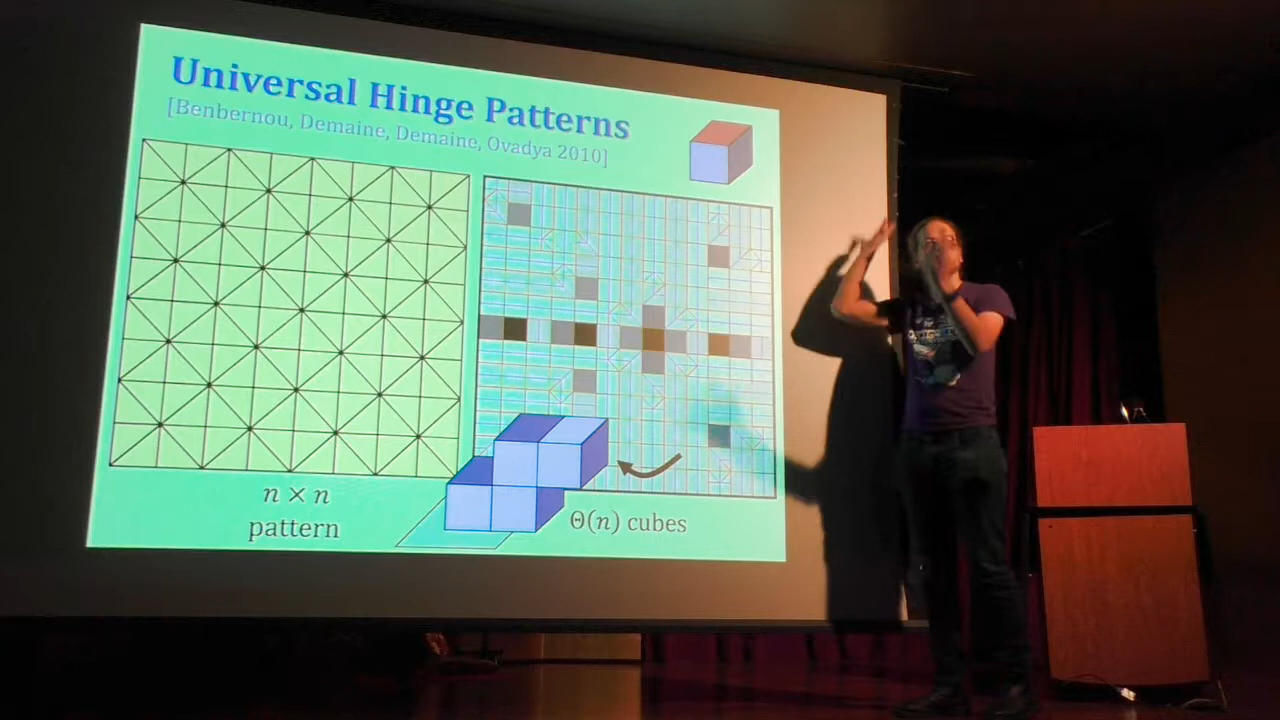 Universal Hinge Patterns
[Benbernou, Demaine, Demaine, Ovadya 2010]
n × n
pattern
Θ(n) cubes